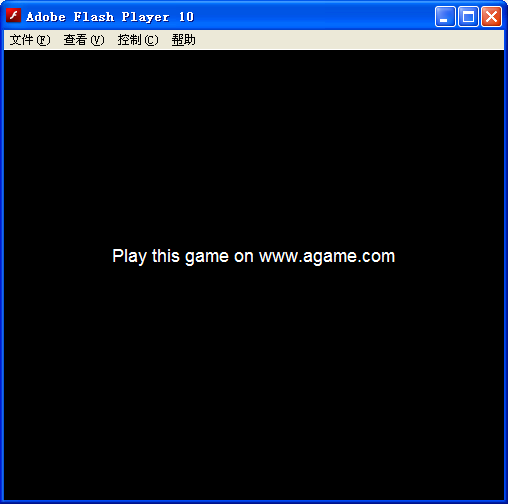 Adobe Flash Player 10
文件(F) 查看(V) 控制(C) 帮助
Play this game on www.agame.com